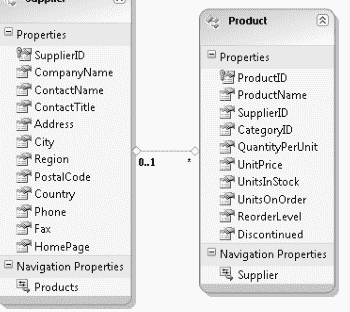 Supplier
Properties
SupplierID
CompanyName
ContactName
ContactTitle
Address
City
Region
PostalCode
Country
Phone
Fax
HomePage
Navigation Properties
Products
0..1
*
Product
Properties
ProductID
ProductName
SupplierID
CategoryID
QuantityPerUnit
UnitPrice
UnitsInStock
UnitsOnOrder
ReorderLevel
Discontinued
Navigation Properties
Supplier